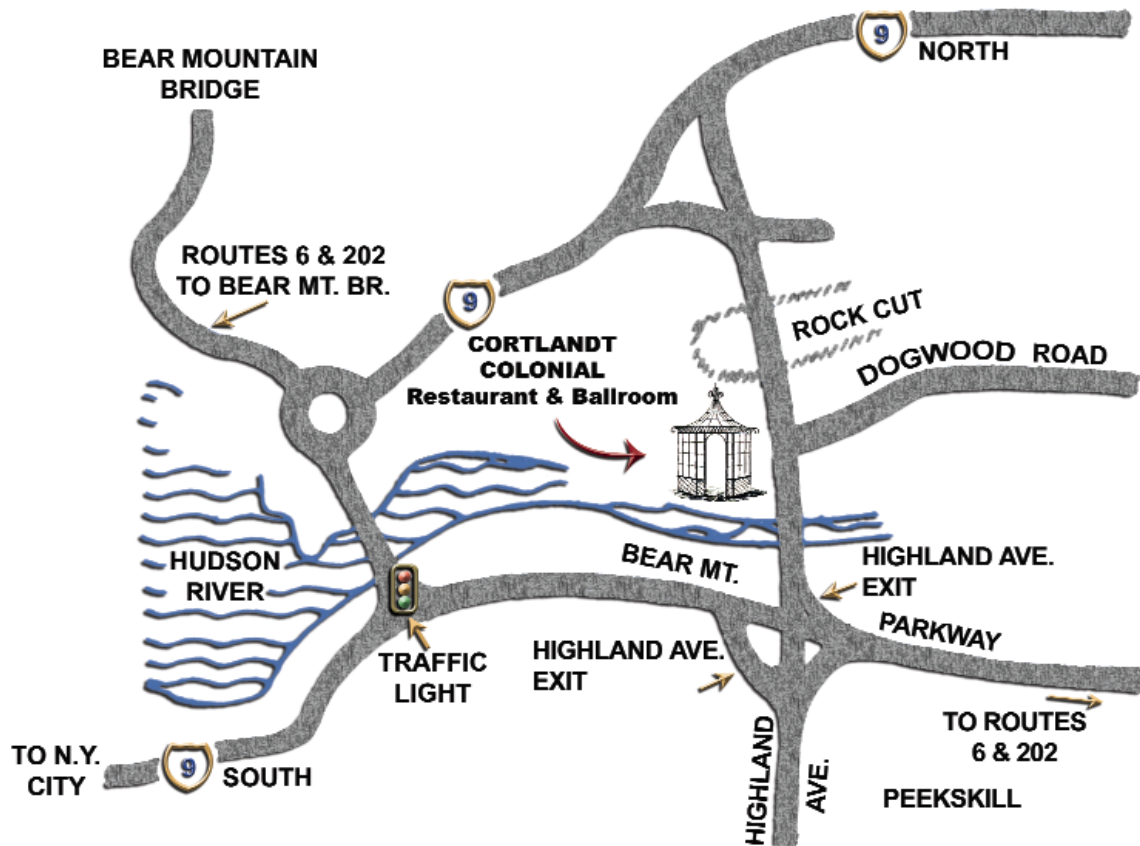 9
NORTH
BEAR MOUNTAIN
BRIDGE
ROUTES 6 & 202
TO BEAR MT. BR.
9
CORTLANDT
COLONIAL
Restaurant & Ballroom
ROCK CUT
DOGWOOD ROAD
HUDSON
RIVER
BEAR MT.
PARKWAY
HIGHLAND AVE.
EXIT
TRAFFIC
LIGHT
HIGHLAND AVE.
EXIT
TO N.Y.
CITY
9
SOUTH
HIGHLAND
AVE.
TO ROUTES
6 & 202
PEEKSKILL